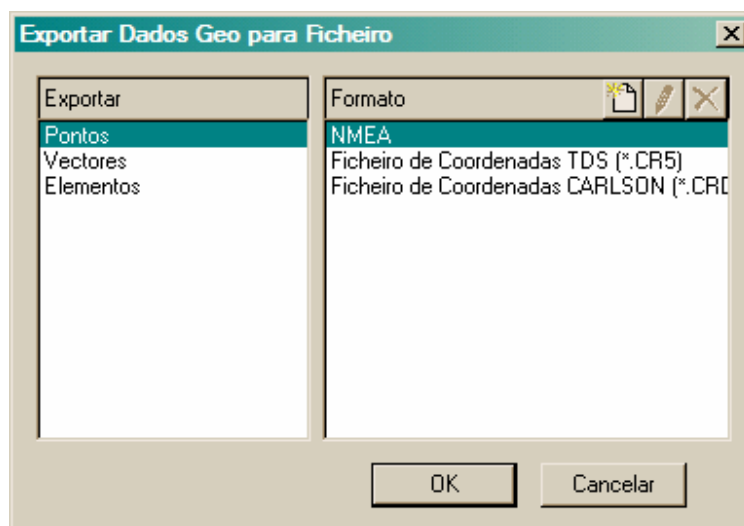 Exportar Dados Geo para Ficheiro
Exportar
Pontos
Vectores
Elementos
Formato
NMEA
Ficheiro de Coordenadas TDS (*.CR5)
Ficheiro de Coordenadas CARLSON (*.CRD
OK
Cancelar